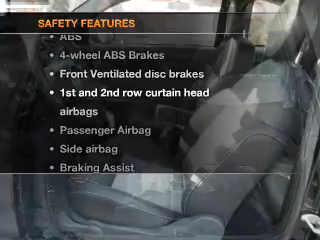 SAFETY FEATURES
• ABS
• 4-wheel ABS Brakes
• Front Ventilated disc brakes
• 1st and 2nd row curtain head
airbags
• Passenger Airbag
• Side airbag
• Braking Assist